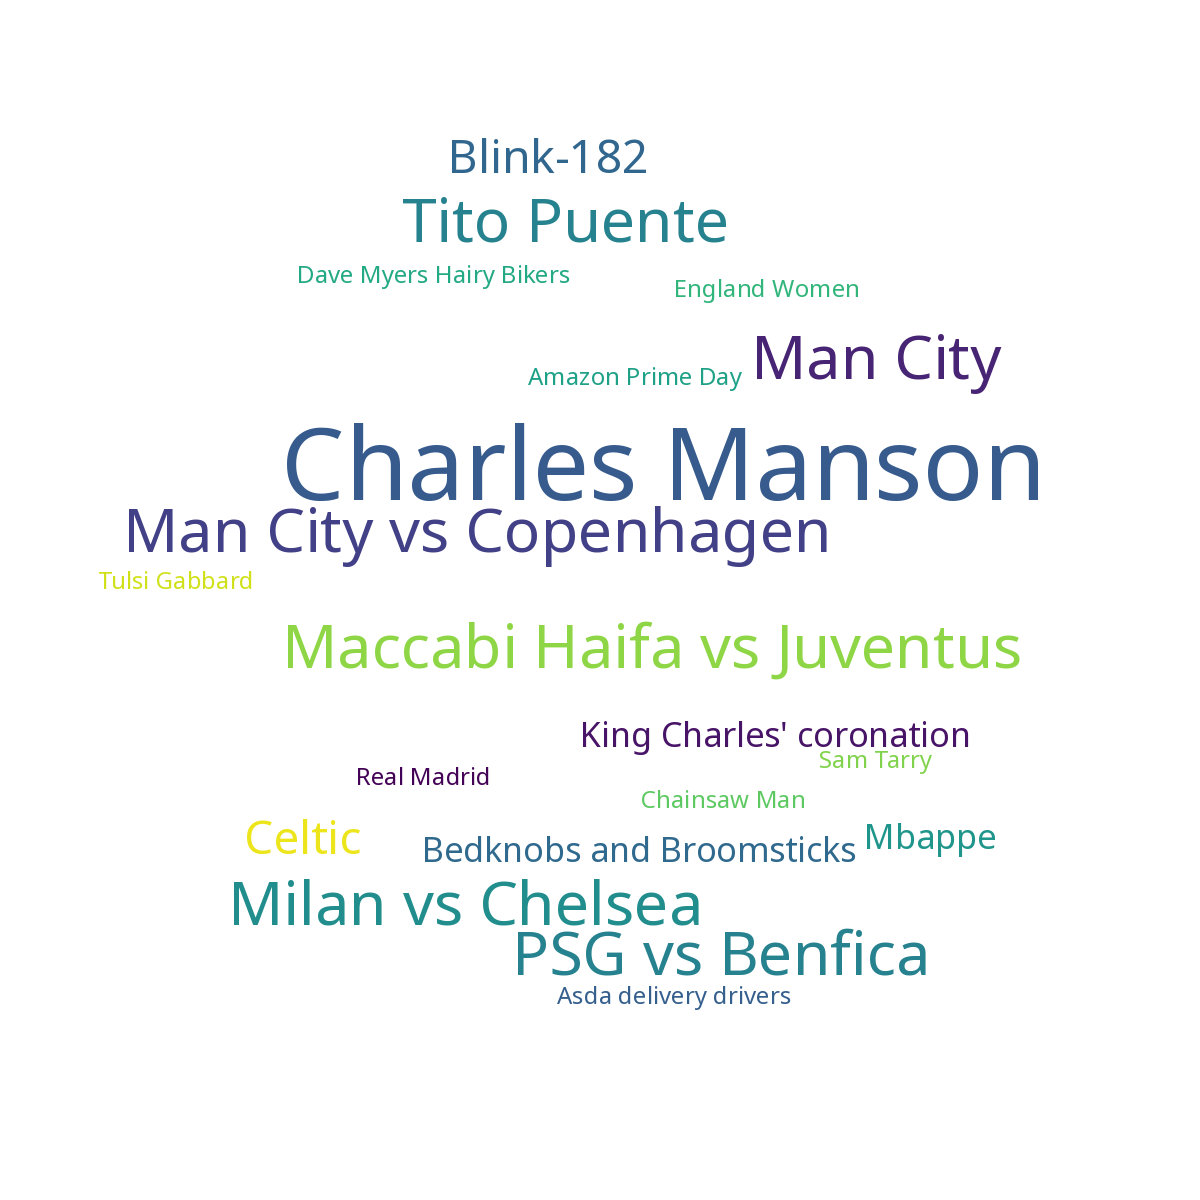 Blink-182
Tito Puente
Dave Myers Hairy Bikers
England Women
Man City
Amazon Prime Day
Charles Manson
Man City vs Copenhagen
Tulsi Gabbard
Maccabi Haifa vs Juventus
King Charles' coronation
Sam Tarry
Real Madrid
Chainsaw Man
Celtic
Bedknobs and Broomsticks
Mbappe
Milan vs Chelsea
PSG vs Benfica
Asda delivery drivers